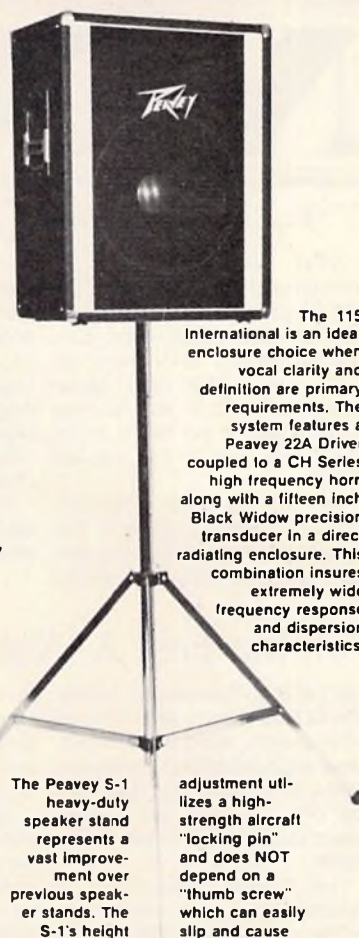 PEAVEY
The 115
International is an idea
enclosure choice when
vocal clarity and
definition are primary
requirements. The
system features a
Peavey 22A Drive
coupled to a CH Series
high frequency horn
along with a fifteen inch
Black Widow precision
transducer in a direc
radiating enclosure. This
combination insures
extremely wide
frequency response
and dispersion
characteristics
The Peavey S-1
heavy-duty
speaker stand
represents a
vast improve-
ment over
previous speak-
er stands. The
S-1's height
adjustment uti-
lizes a high-
strength aircraft
"locking pin"
and does NOT
depend on a
"thumb screw"
which can easily
slip and cause